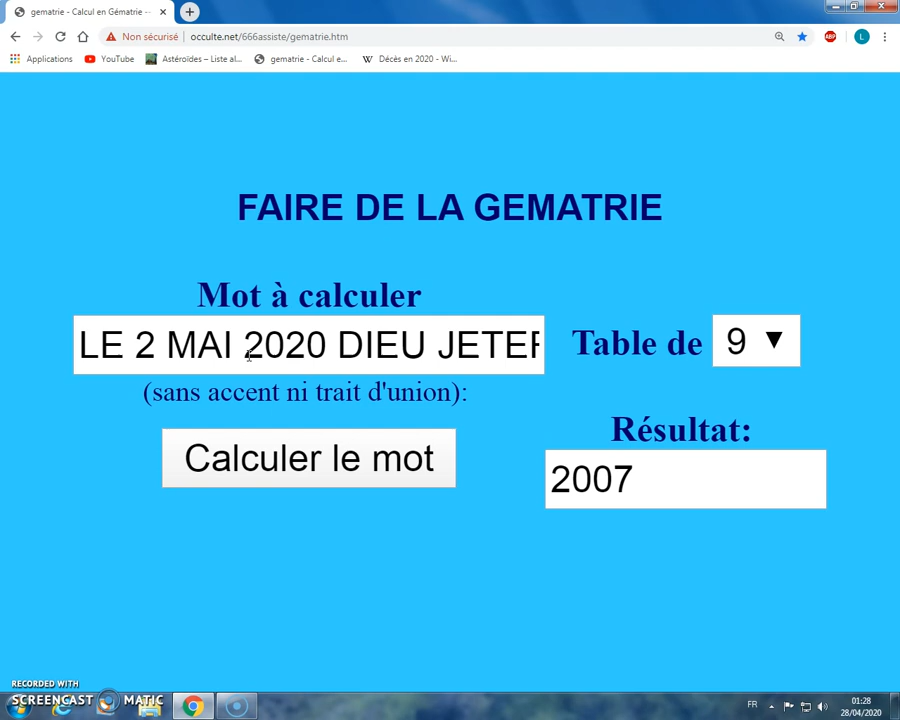 gematrie - Calcul en Gématrie --
Non sécurisé | occulte.net/666assiste/gematrie.htm
ABP
L
Applications YouTube Astéroïdes – Liste al... gematrie - Calcul e... W Décès en 2020 - Wi...
FAIRE DE LA GEMATRIE
Mot à calculer
LE 2 MAI 2020 DIEU JETER
Table de 9
(sans accent ni trait d'union):
Résultat:
Calculer le mot
2007
RECORDED WITH
SCREENCAST MATIC
FR
01:28
28/04/2020